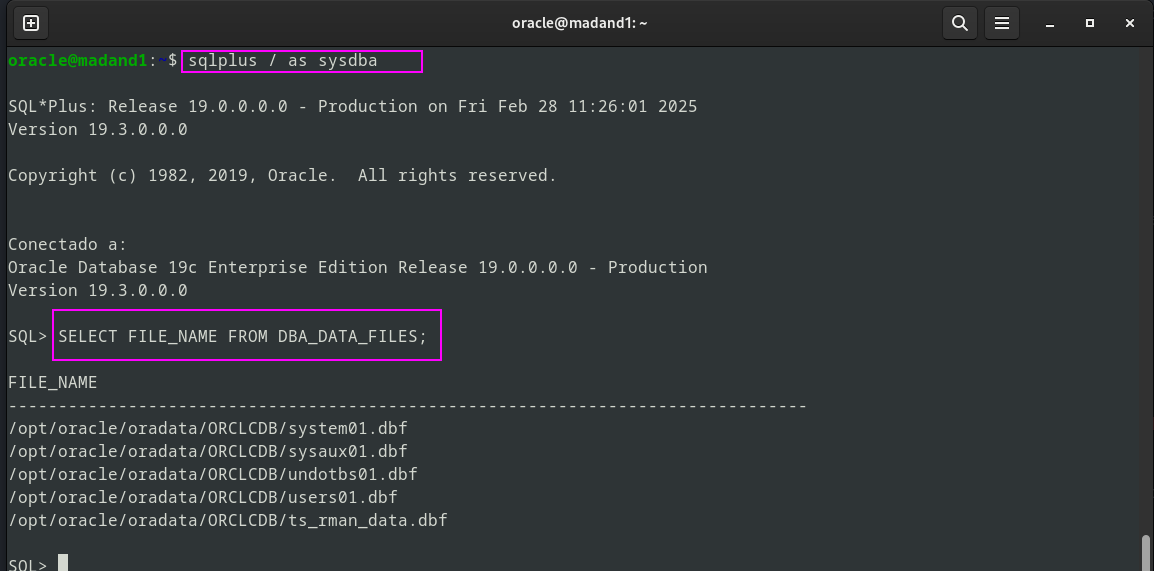 oracle@madand1: ~
oracle@madand1:~$ sqlplus / as sysdba
SQL*Plus: Release 19.0.0.0.0 - Production on Fri Feb 28 11:26:01 2025
Version 19.3.0.0.0
Copyright (c) 1982, 2019, Oracle.  All rights reserved.
Conectado a:
Oracle Database 19c Enterprise Edition Release 19.0.0.0.0 - Production
Version 19.3.0.0.0
SQL> SELECT FILE_NAME FROM DBA_DATA_FILES;
FILE_NAME
--------------------------------------------------------------------------------
/opt/oracle/oradata/ORCLCDB/system01.dbf
/opt/oracle/oradata/ORCLCDB/sysaux01.dbf
/opt/oracle/oradata/ORCLCDB/undotbs01.dbf
/opt/oracle/oradata/ORCLCDB/users01.dbf
/opt/oracle/oradata/ORCLCDB/ts_rman_data.dbf
SQL>